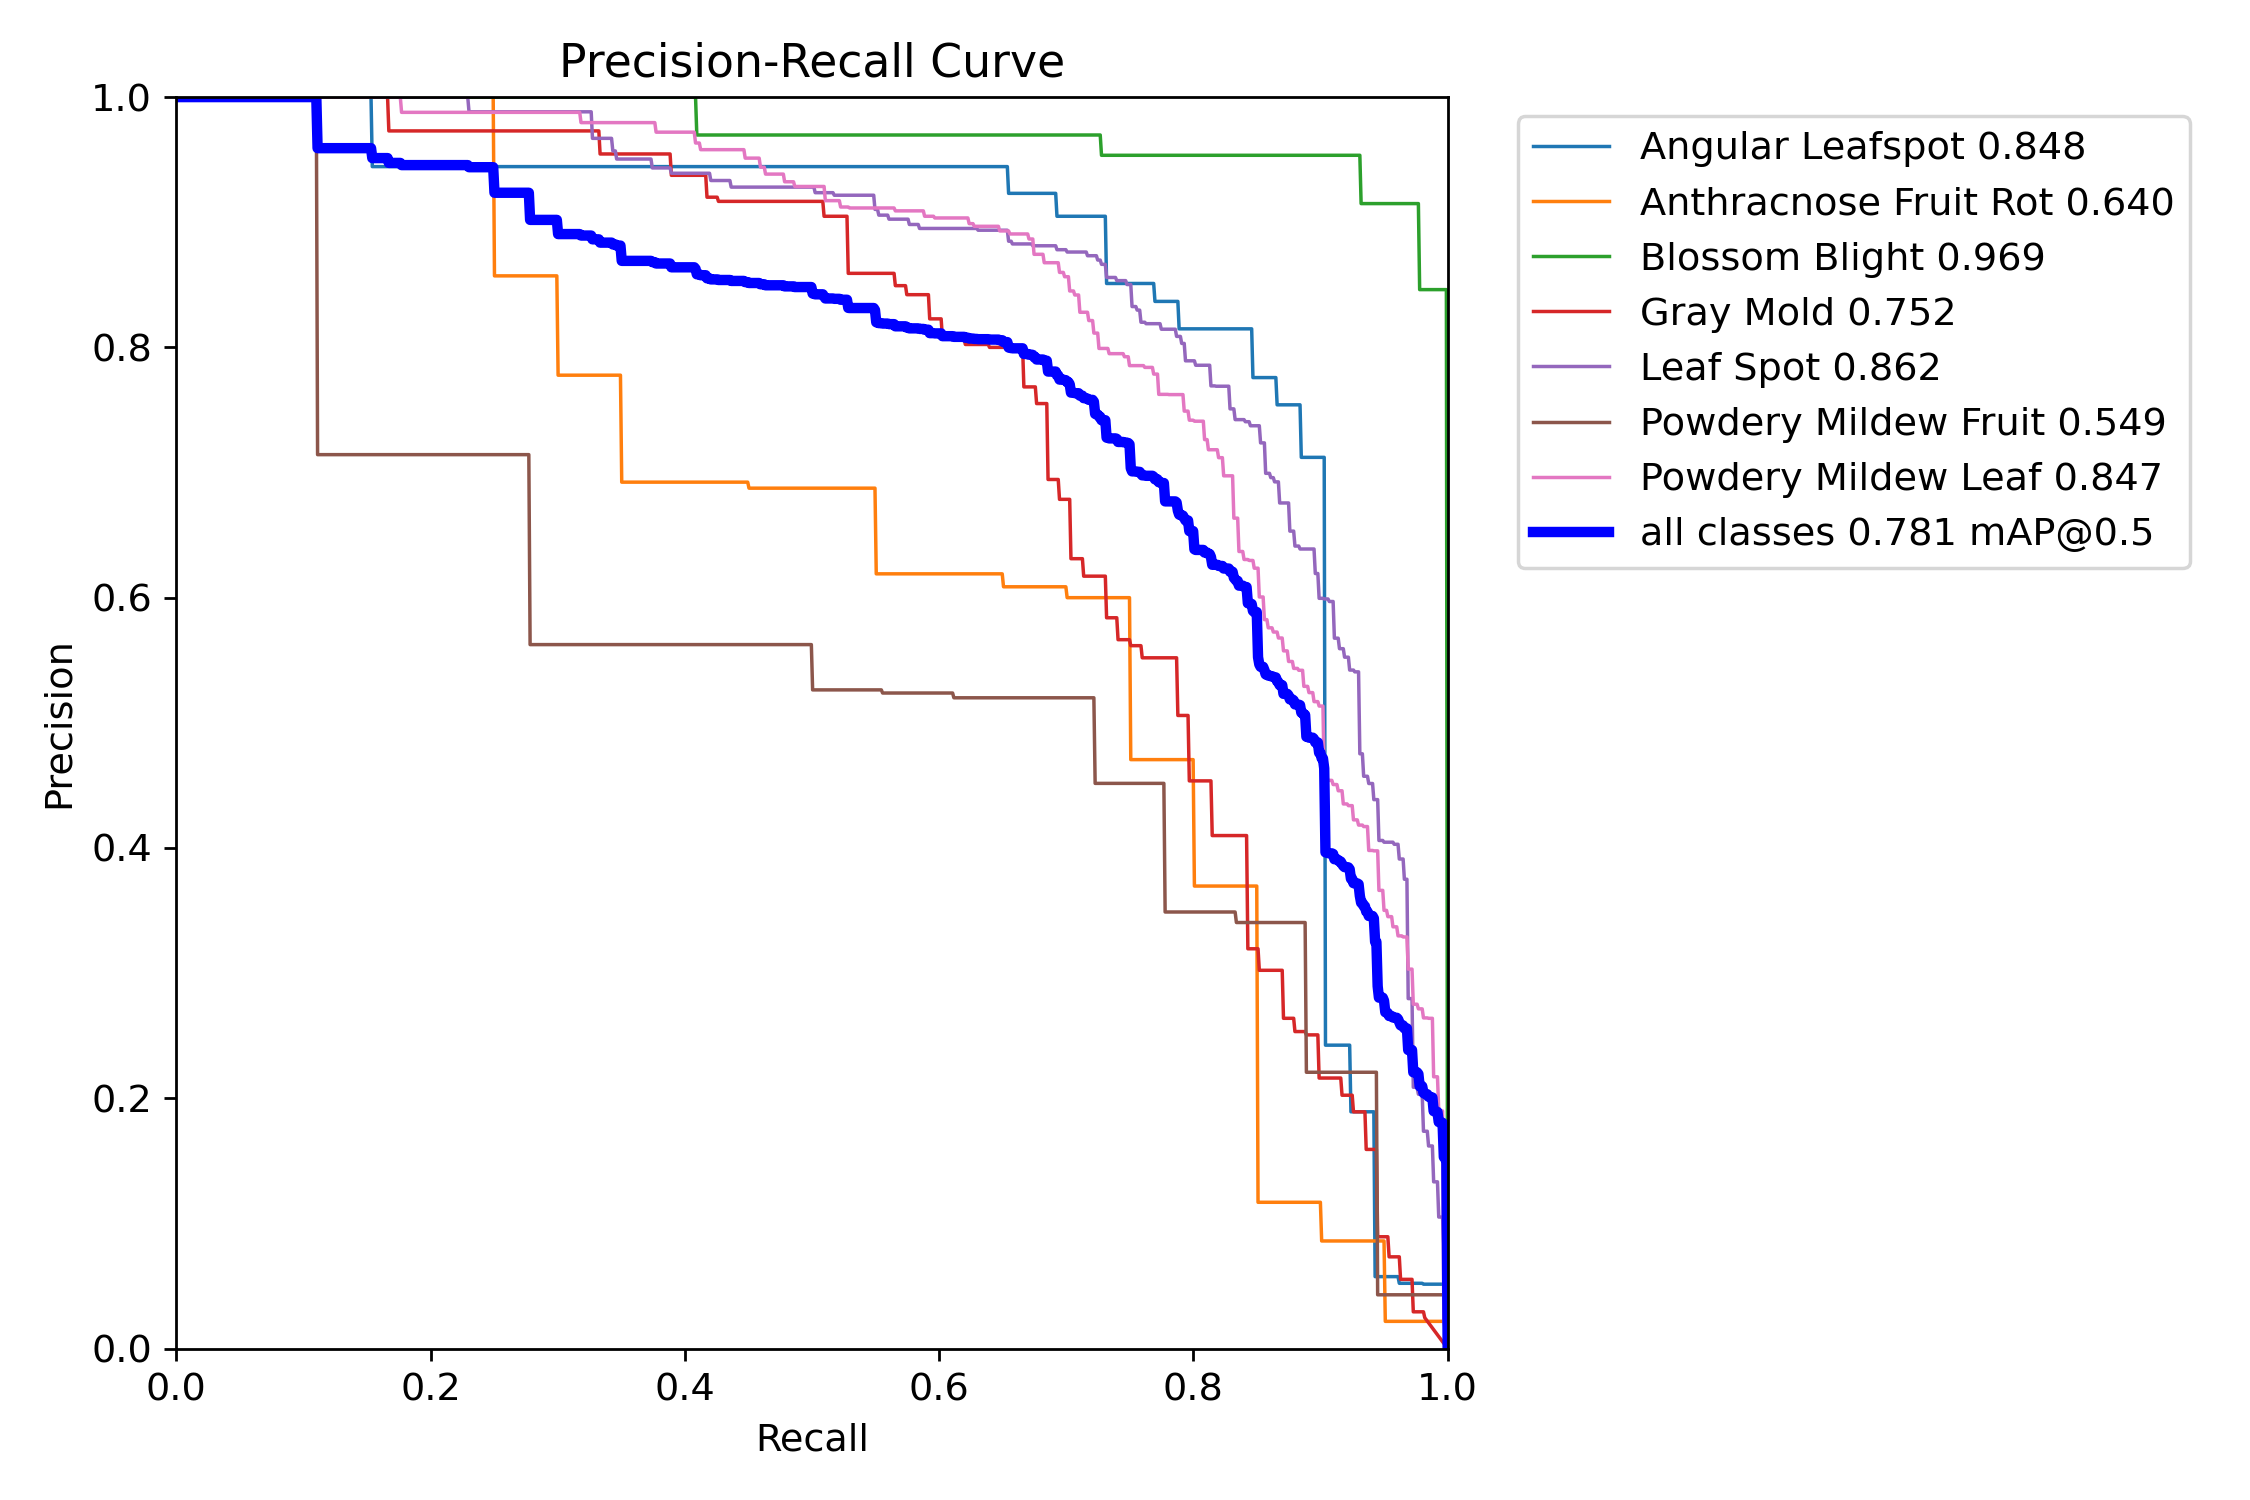 Precision-Recall Curve
1.0
0.8
0.6
0.4
0.2
0.0
Precision
0.0 0.2 0.4 0.6 0.8 1.0
Recall
Angular Leafspot 0.848
Anthracnose Fruit Rot 0.640
Blossom Blight 0.969
Gray Mold 0.752
Leaf Spot 0.862
Powdery Mildew Fruit 0.549
Powdery Mildew Leaf 0.847
all classes 0.781 mAP@0.5